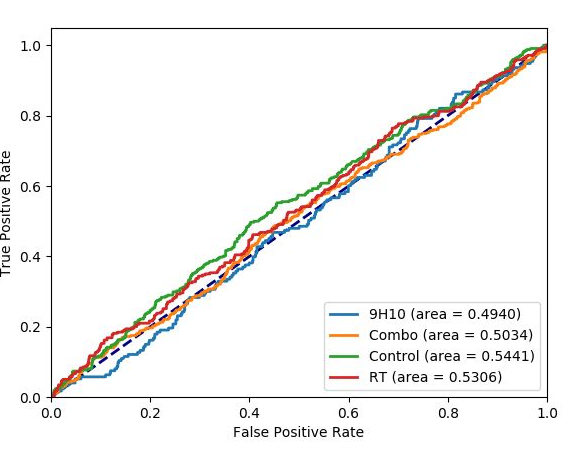 1.0
0.8
0.6
0.4
0.2
0.0
True Positive Rate
9H10 (area = 0.4940)
Combo (area = 0.5034)
Control (area = 0.5441)
RT (area = 0.5306)
0.0 0.2 0.4 0.6 0.8 1.0
False Positive Rate